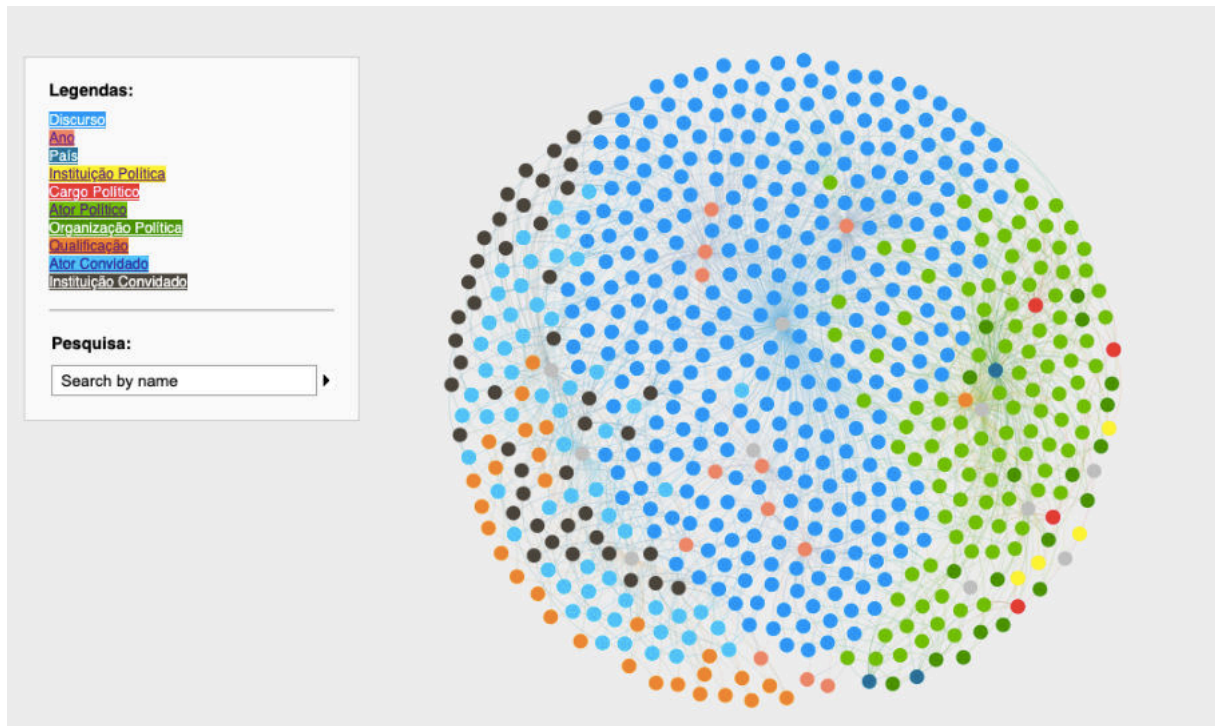 Legendas:
Discurso
Ano
País
Instituição Política
Cargo Político
Ator Político
Organização Política
Qualificação
Ator Convidado
Instituição Convidado
Pesquisa:
Search by name